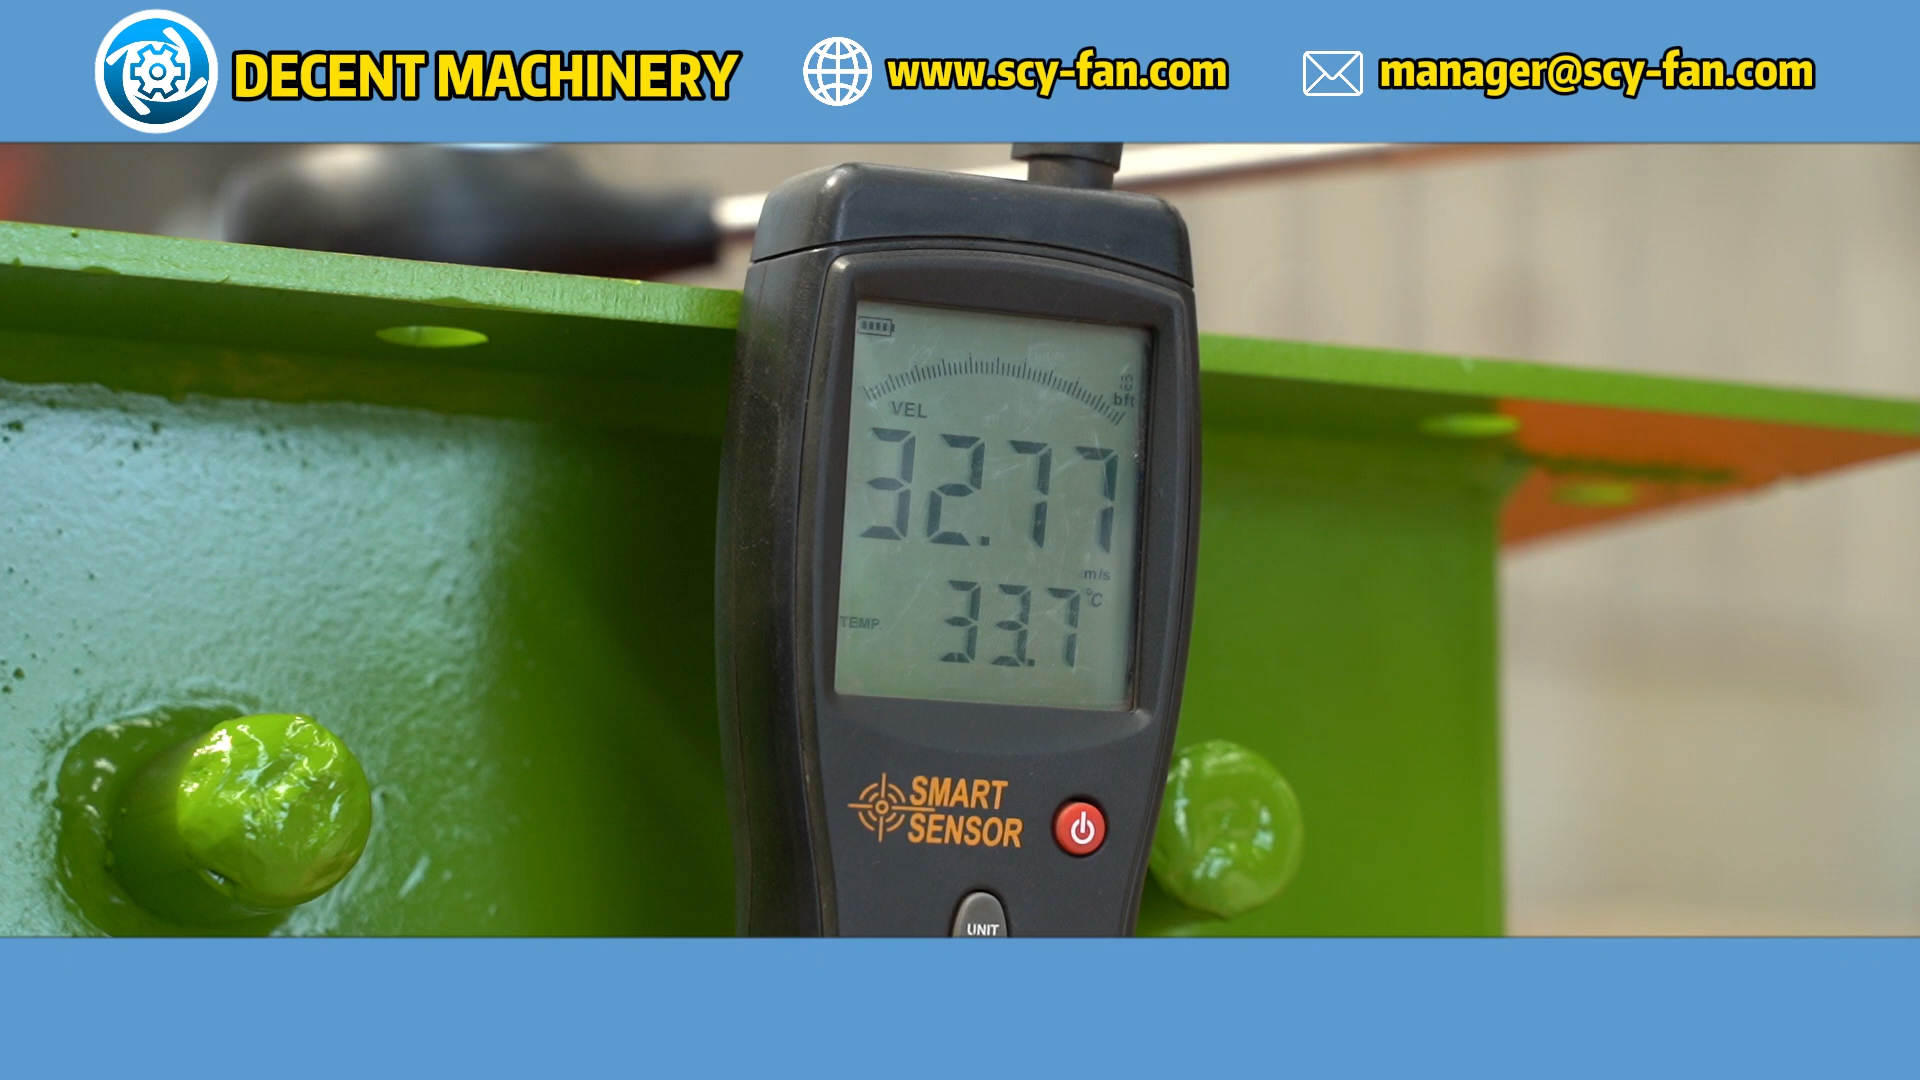 DECENT MACHINERY
www.scy-fan.com
manager@scy-fan.com
bft
VEL
32.77
m/s
TEMP.
33.7
°C
SMART
SENSOR
UNIT